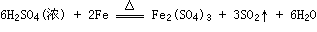 6H₂SO₄(浓) + 2Fe ≜ Fe₂(SO₄)₃ + 3SO₂↑ + 6H₂O